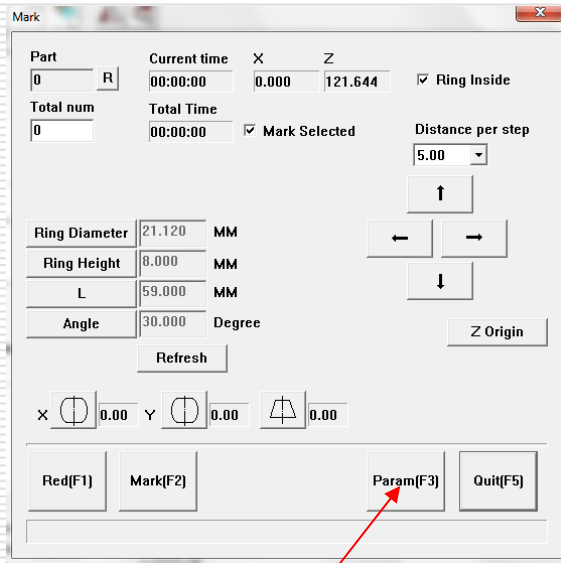 Mark
Part Current time X Z
0 R 00:00:00 0.000 121.644 Ring Inside
Total num Total Time
0 00:00:00 Mark Selected Distance per step
5.00
Ring Diameter 21.120 MM
Ring Height 8.000 MM
L 59.000 MM
Angle 30.000 Degree
Z Origin
Refresh
X 0.00 Y 0.00 0.00
Red(F1) Mark(F2) Param(F3) Quit(F5)